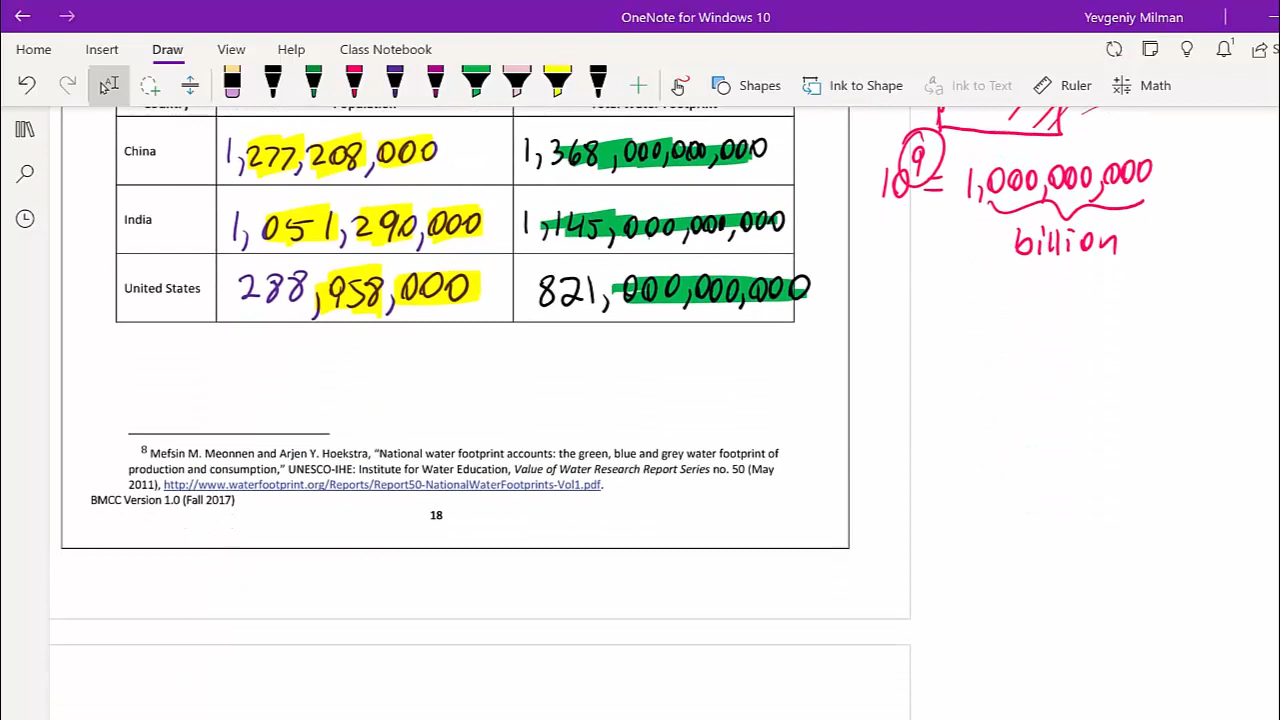 OneNote for Windows 10
Yevgeniy Milman
Home Insert Draw View Help Class Notebook
Shapes Ink to Shape Ink to Text Ruler Math
Country Population Total Water Footprint
China 1,277,208,000 1,368,000,000,000
India 1,051,290,000 1,145,000,000,000
United States 288,958,000 821,000,000,000
10^9 = 1,000,000,000
billion
8 Mefsin M. Meonnen and Arjen Y. Hoekstra, “National water footprint accounts: the green, blue and grey water footprint of
production and consumption,” UNESCO-IHE: Institute for Water Education, Value of Water Research Report Series no. 50 (May
2011), http://www.waterfootprint.org/Reports/Report50-NationalWaterFootprints-Vol1.pdf.
BMCC Version 1.0 (Fall 2017)
18